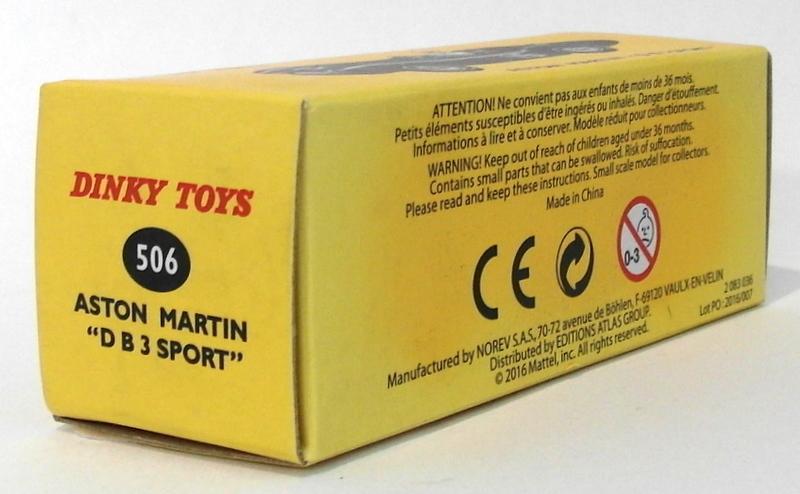 DINKY TOYS
506
ASTON MARTIN
“D B 3 SPORT”
ATTENTION! Ne convient pas aux enfants de moins de 36 mois.
Petits éléments susceptibles d'être ingérés ou inhalés. Danger d'étouffement.
Informations à lire et à conserver. Modèle réduit pour collectionneurs.
WARNING! Keep out of reach of children aged under 36 months.
Contains small parts that can be swallowed. Risk of suffocation.
Please read and keep these instructions. Small scale model for collectors.
Made in China
CE
0-3
Manufactured by NOREV S.A.S, 70-72 avenue de Böhlen, F-69120 VAULX-EN-VELIN
Distributed by EDITIONS ATLAS GROUP.
© 2016 Mattel, inc. All rights reserved.
2 083 036
Lot PO : 2016/007